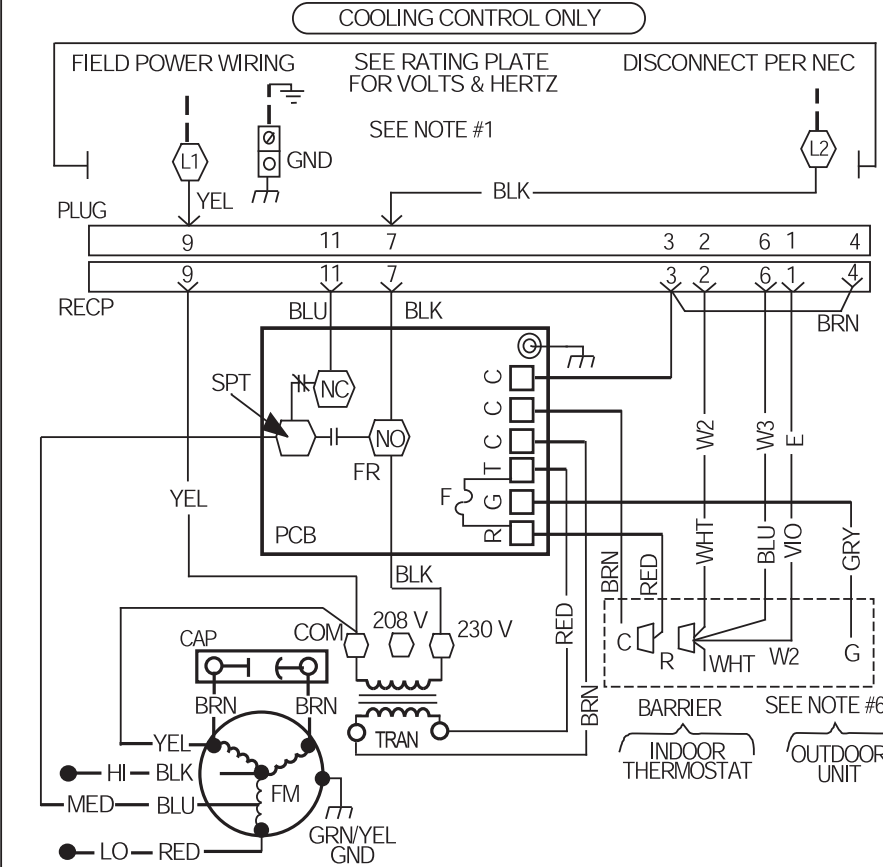 COOLING CONTROL ONLY
FIELD POWER WIRING
SEE RATING PLATE
FOR VOLTS & HERTZ
DISCONNECT PER NEC
SEE NOTE #1
L1
GND
L2
YEL
BLK
PLUG
9 11 7 3 2 6 1 4
9 11 7 3 2 6 1 4
RECP
BLU
BLK
BRN
SPT
NC
C
C
NO
C
FR
T
F
G
R
PCB
YEL
W2
W3
E
WHT
BLU
VIO
GRY
BRN
RED
BLK
RED
BRN
COM
208 V
230 V
CAP
C
R
WHT
W2
G
BRN
BRN
TRAN
BARRIER
SEE NOTE #6
INDOOR
THERMOSTAT
OUTDOOR
UNIT
YEL
HI BLK
FM
MED BLU
GRN/YEL
GND
LO RED